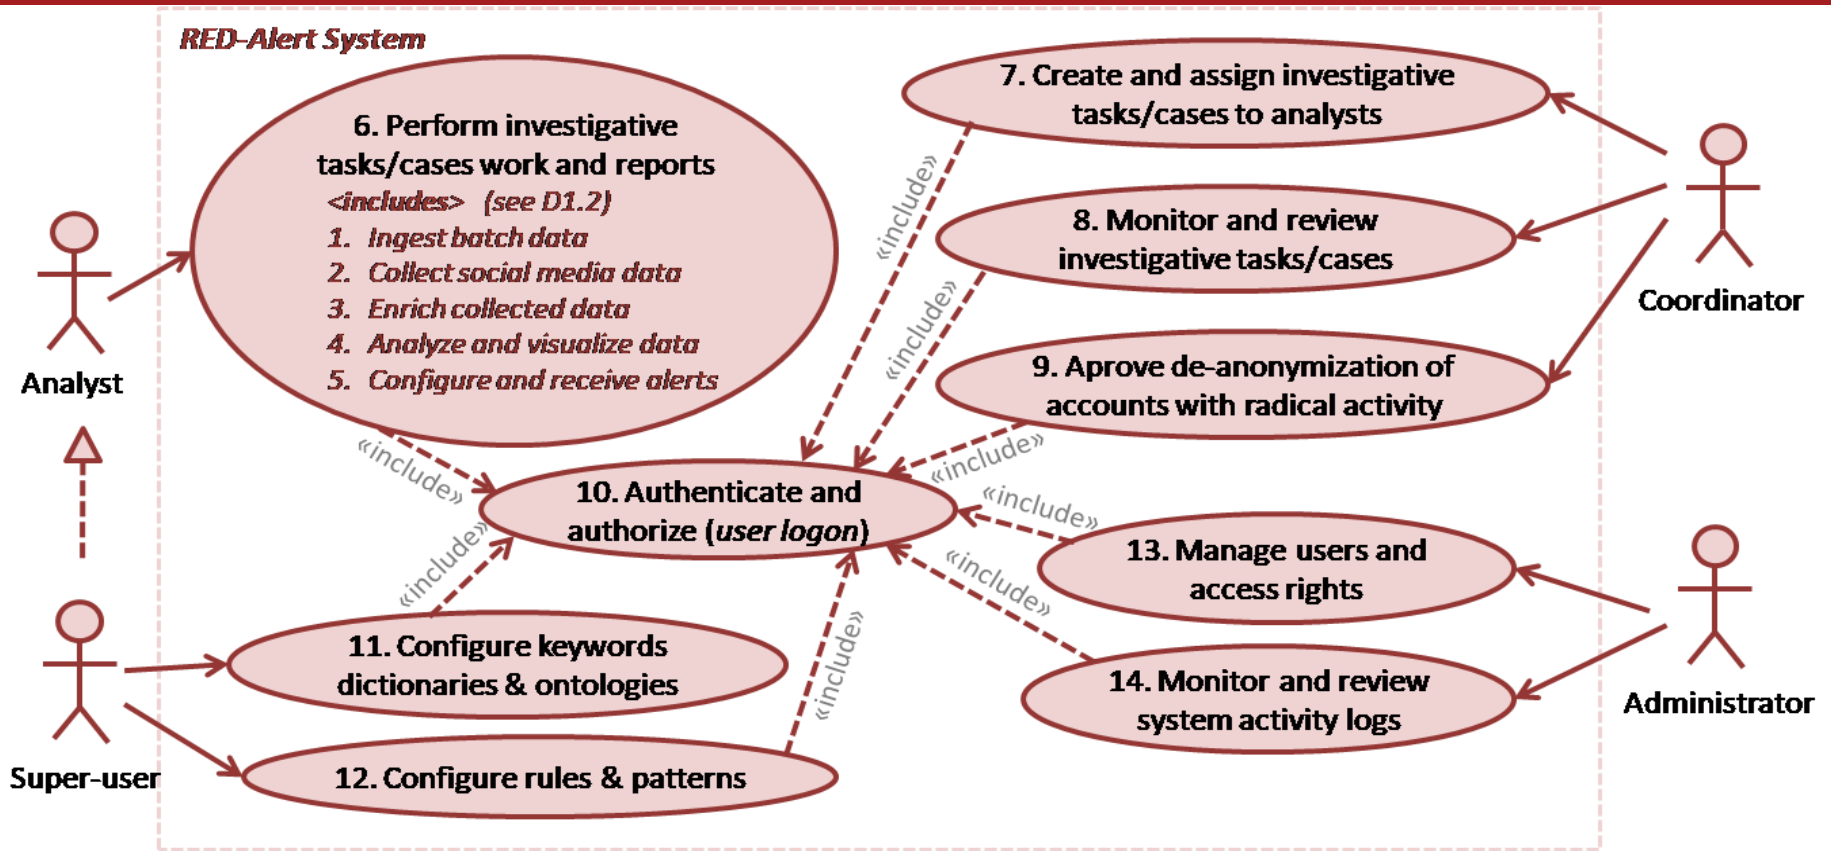 RED-Alert System
6. Perform investigative
tasks/cases work and reports
<includes> (see D1.2)
1. Ingest batch data
2. Collect social media data
3. Enrich collected data
4. Analyze and visualize data
5. Configure and receive alerts
Analyst
7. Create and assign investigative
tasks/cases to analysts
«include»
8. Monitor and review
investigative tasks/cases
«include»
Coordinator
9. Aprove de-anonymization of
accounts with radical activity
«include»
«include»
10. Authenticate and
authorize (user logon)
«include»
«include»
13. Manage users and
access rights
«include»
14. Monitor and review
system activity logs
Administrator
11. Configure keywords
dictionaries & ontologies
«include»
12. Configure rules & patterns
Super-user